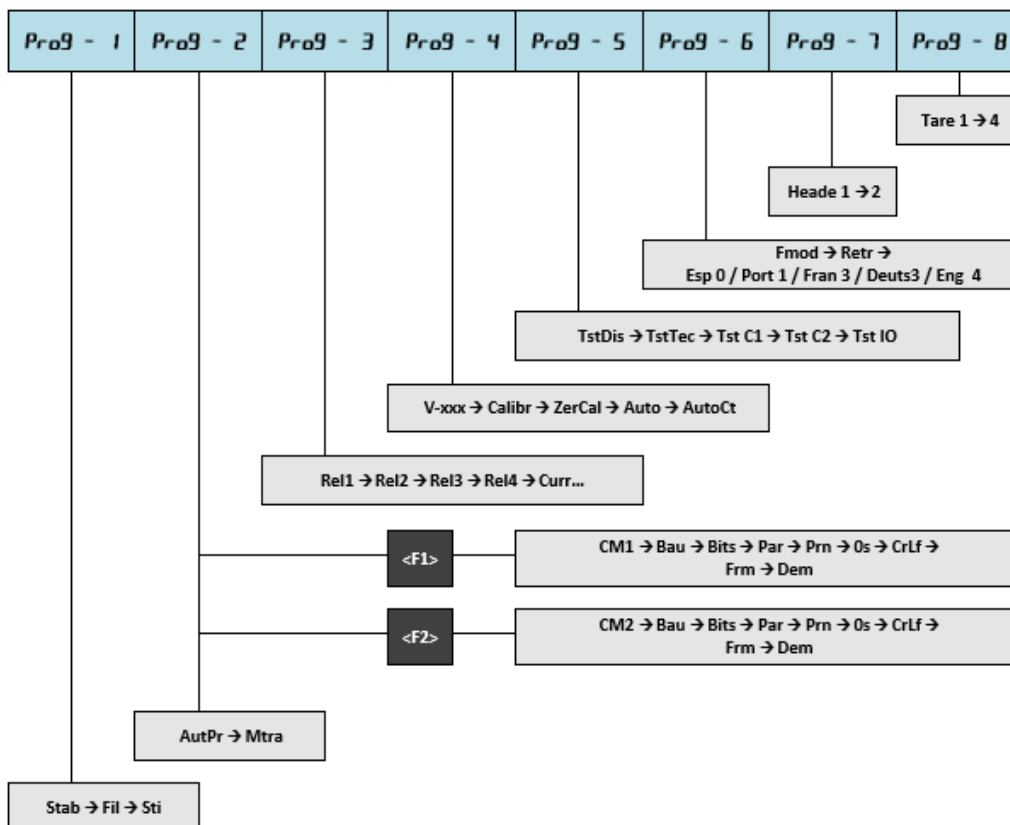 Prog - 1
Prog - 2
Prog - 3
Prog - 4
Prog - 5
Prog - 6
Prog - 7
Prog - 8
Tare 1 → 4
Heade 1 → 2
Fmod → Retr →
Esp 0 / Port 1 / Fran 3 / Deuts3 / Eng 4
TstDis → TstTec → Tst C1 → Tst C2 → Tst IO
V-xxx → Calibr → ZerCal → Auto → AutoCt
Rel1 → Rel2 → Rel3 → Rel4 → Curr...
<F1>
CM1 → Bau → Bits → Par → Prn → 0s → CrLf →
Frm → Dem
<F2>
CM2 → Bau → Bits → Par → Prn → 0s → CrLf →
Frm → Dem
AutPr → Mtra
Stab → Fil → Sti